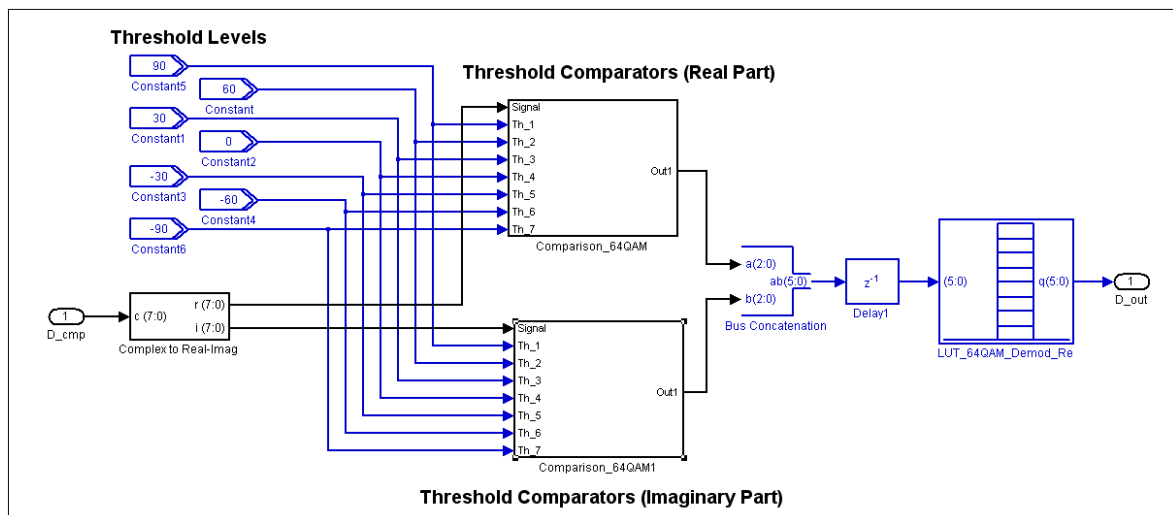 Threshold Levels
90
Constant5
60
Constant
30
Constant1
0
Constant2
-30
Constant3
-60
Constant4
-90
Constant6
Threshold Comparators (Real Part)
Signal
Th_1
Th_2
Th_3
Th_4
Th_5
Th_6
Th_7
Out1
Comparison_64QAM
1
D_cmp
c (7:0)
r (7:0)
i (7:0)
Complex to Real-Imag
Signal
Th_1
Th_2
Th_3
Th_4
Th_5
Th_6
Th_7
Out1
Comparison_64QAM1
Threshold Comparators (Imaginary Part)
a(2:0)
ab(5:0)
b(2:0)
Bus Concatenation
z-1
Delay1
(5:0)
q(5:0)
LUT_64QAM_Demod_Re
1
D_out